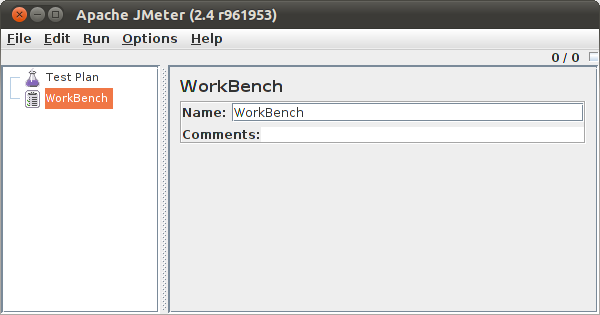 Apache JMeter (2.4 r961953)
File Edit Run Options Help
0 / 0
Test Plan
WorkBench
WorkBench
Name: WorkBench
Comments: